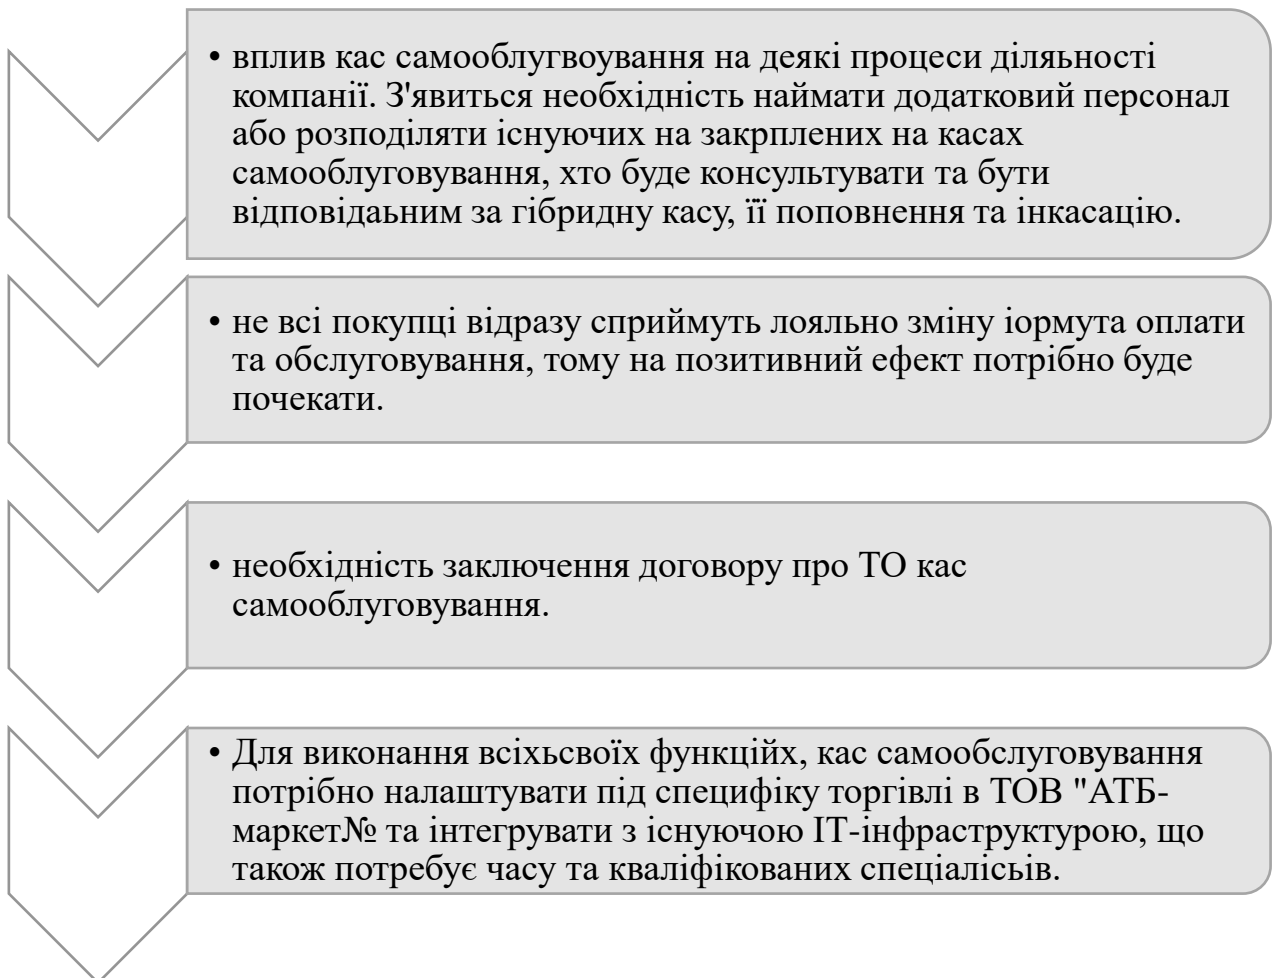 • вплив кас самооблугвоування на деякі процеси діляьності
компанії. З'явиться необхідність наймати додатковий персонал
або розподіляти існуючих на закрплених на касах
самооблуговування, хто буде консультувати та бути
відповідаьним за гібридну касу, її поповнення та інкасацію.
• не всі покупці відразу сприймуть лояльно зміну іормута оплати
та обслуговування, тому на позитивний ефект потрібно буде
почекати.
• необхідність заключення договору про ТО кас
самооблуговування.
• Для виконання всіхьсвоїх функційх, кас самообслуговування
потрібно налаштувати під специфіку торгівлі в ТОВ "АТБ-
маркет№ та інтегрувати з існуючою ІТ-інфраструктурою, що
також потребує часу та кваліфікованих спеціалісьів.